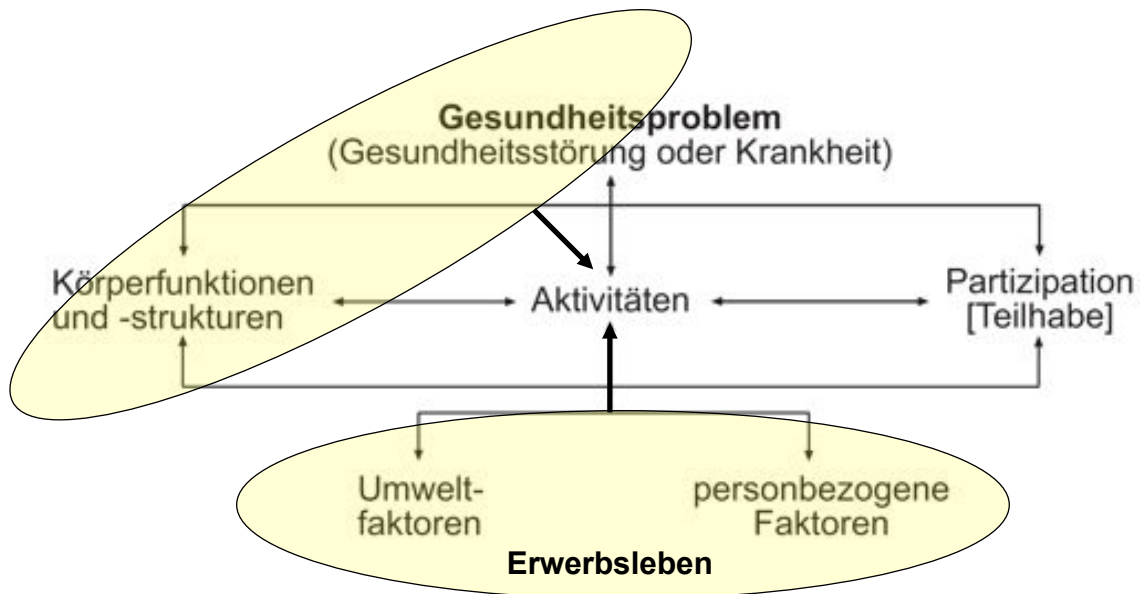 Gesundheitsproblem
(Gesundheitsstörung oder Krankheit)
Körperfunktionen
und -strukturen
Aktivitäten
Partizipation
[Teilhabe]
Umwelt-
faktoren
personbezogene
Faktoren
Erwerbsleben